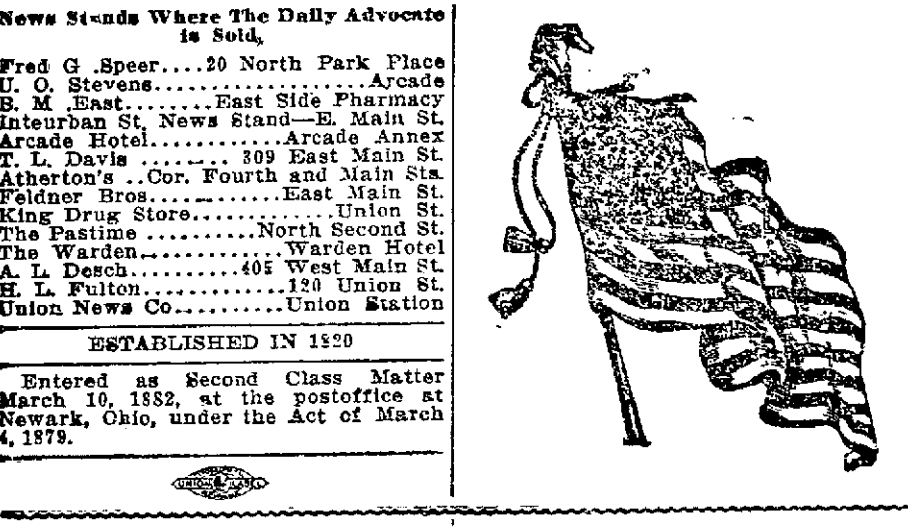 News Stands Where The Daily Advocate
is Sold,
Fred G .Speer....20 North Park Place
U. O. Stevens...................Arcade
B. M .East........East Side Pharmacy
Inteurban St. News Stand—E. Main St.
Arcade Hotel............Arcade Annex
T. L. Davis ........ 309 East Main St.
Atherton's ..Cor. Fourth and Main Sts.
Feldner Bros............East Main St.
King Drug Store.............Union St.
The Pastime ..........North Second St.
The Warden.............Warden Hotel
A. L. Desch..........405 West Main St.
H. L. Fulton.............120 Union St.
Union News Co..........Union Station
ESTABLISHED IN 1820
Entered as Second Class Matter
March 10, 1882, at the postoffice at
Newark, Ohio, under the Act of March
4, 1879.
UNION LABEL